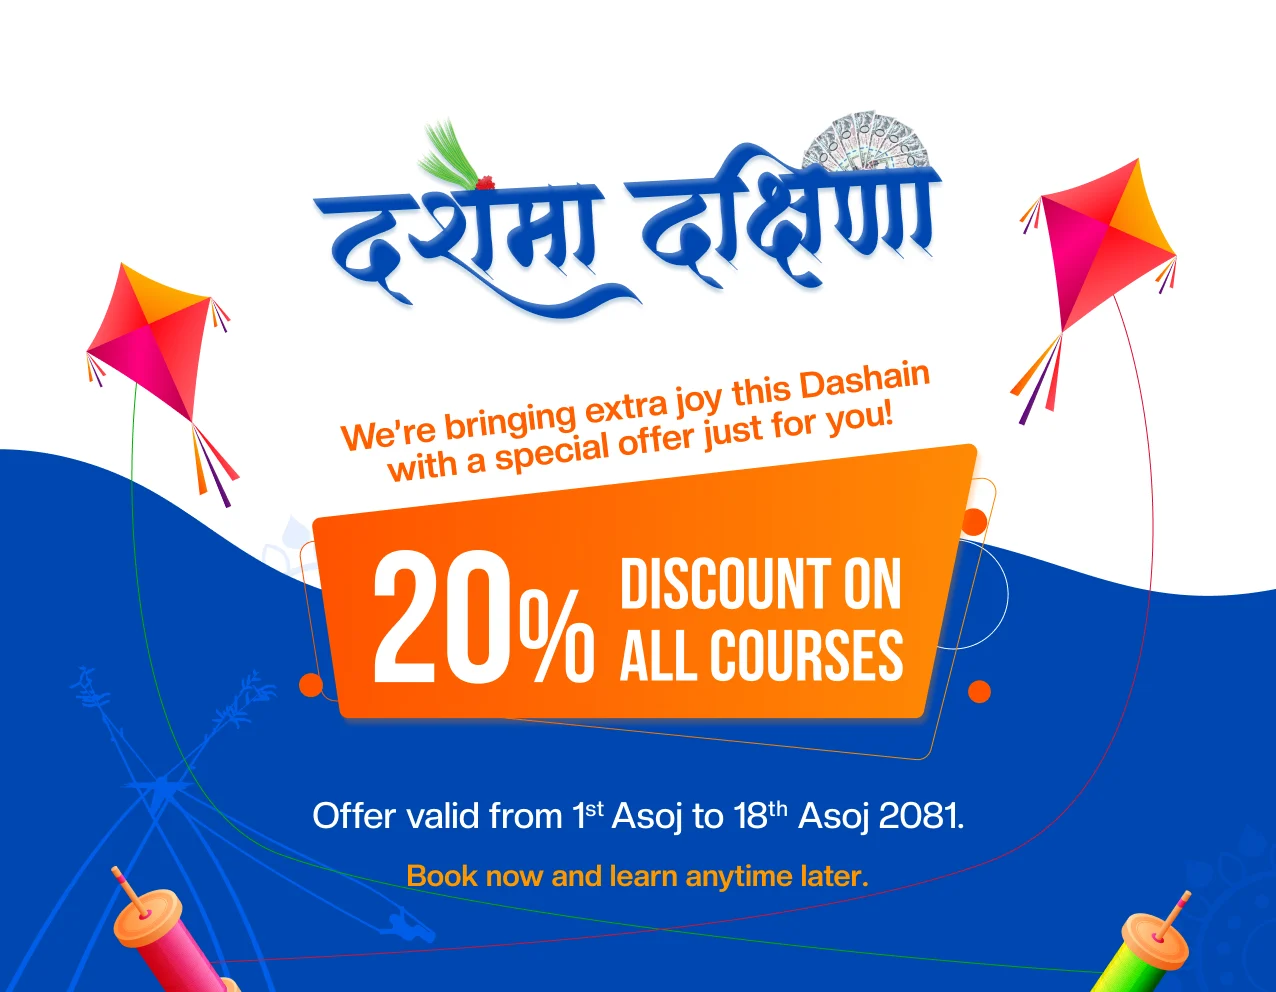 दशैंमा दक्षिणा
We're bringing extra joy this Dashain
with a special offer just for you!
20% DISCOUNT ON
ALL COURSES
Offer valid from 1st Asoj to 18th Asoj 2081.
Book now and learn anytime later.